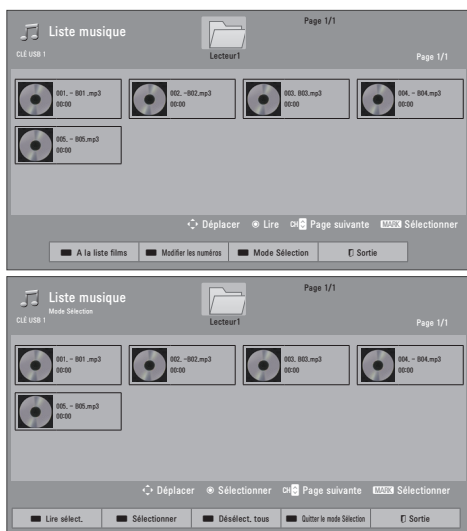 Page 1/1
Liste musique
CLÉ USB 1
Lecteur1
Page 1/1
001. - B01 .mp3
00:00
002. -B02.mp3
00:00
003. B03.mp3
00:00
004. - B04.mp3
00:00
005. - B05.mp3
00:00
Déplacer Lire CH Page suivante MARK Sélectionner
A la liste films Modifier les numéros Mode Sélection Sortie
Page 1/1
Liste musique
Mode Sélection
CLÉ USB 1
Lecteur1
Page 1/1
001. - B01 .mp3
00:00
002. -B02.mp3
00:00
003. B03.mp3
00:00
004. - B04.mp3
00:00
005. - B05.mp3
00:00
Déplacer Sélectionner CH Page suivante MARK Sélectionner
Lire sélect. Sélectionner Désélect. tous Quitter le mode Sélection Sortie